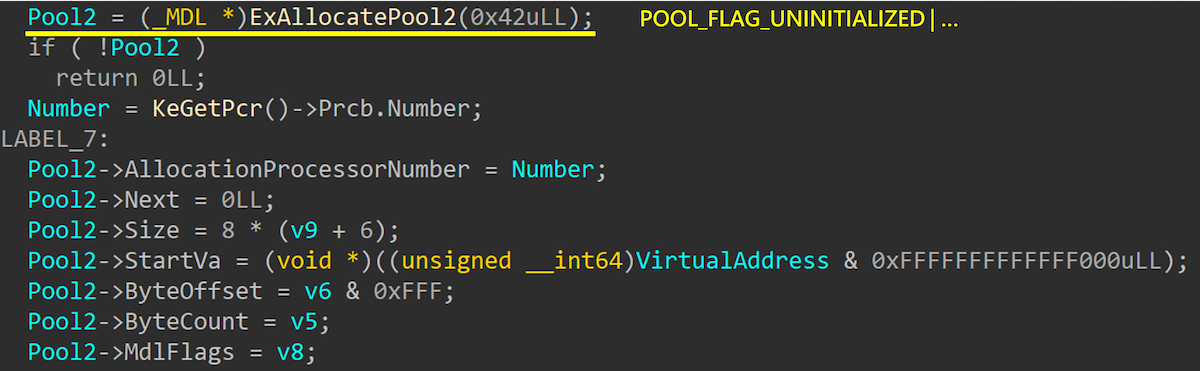 Pool2 = (_MDL *)ExAllocatePool2(0x42uLL); POOL_FLAG_UNINITIALIZED | ...
if ( !Pool2 )
return 0LL;
Number = KeGetPcr()->Prcb.Number;
LABEL_7:
Pool2->AllocationProcessorNumber = Number;
Pool2->Next = 0LL;
Pool2->Size = 8 * (v9 + 6);
Pool2->StartVa = (void *)((unsigned __int64)VirtualAddress & 0xFFFFFFFFFFFFF000uLL);
Pool2->ByteOffset = v6 & 0xFFF;
Pool2->ByteCount = v5;
Pool2->MdlFlags = v8;